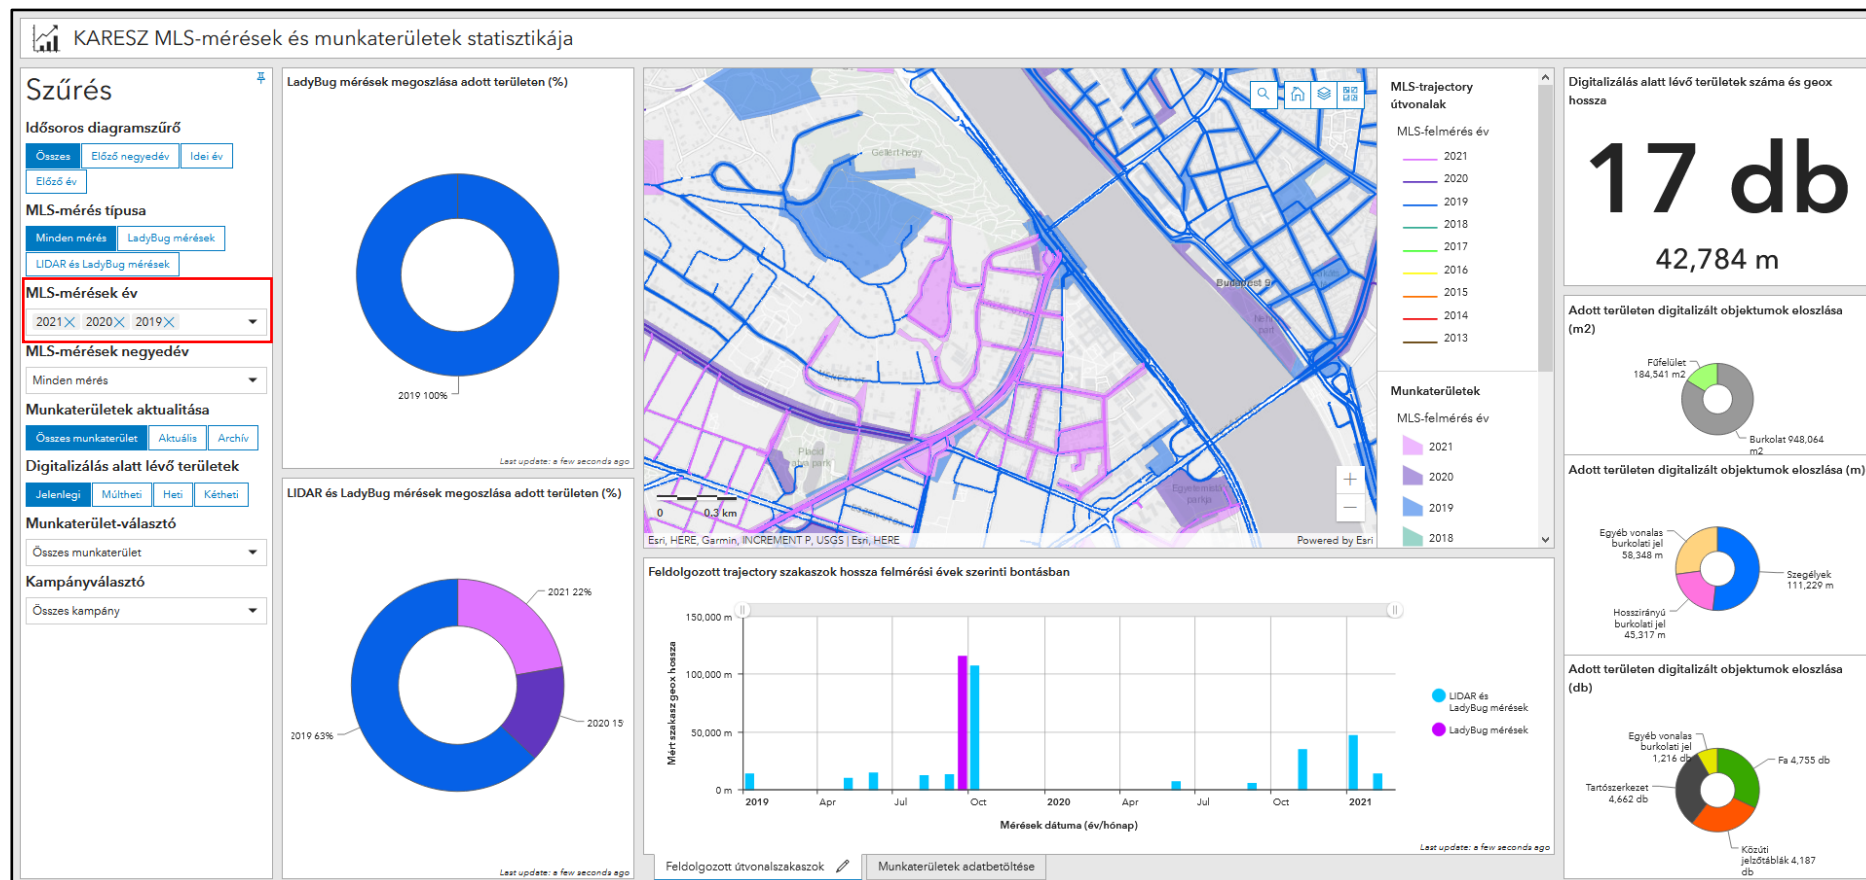 KARESZ MLS-mérések és munkaterületek statisztikája
Szűrés
Idősoros diagramszűrő
Összes
Előző negyedév
Idei év
Előző év
MLS-mérés típusa
Minden mérés
LadyBug mérések
LIDAR és LadyBug mérések
MLS-mérések év
2021
2020
2019
MLS-mérések negyedév
Minden mérés
Munkaterületek aktualitása
Összes munkaterület
Aktuális
Archív
Digitalizálás alatt lévő területek
Jelenlegi
Múltheti
Heti
Kétheti
Munkaterület-választó
Összes munkaterület
Kampányválasztó
Összes kampány
LadyBug mérések megoszlása adott területen (%)
2019 100%
Last update: a few seconds ago
LIDAR és LadyBug mérések megoszlása adott területen (%)
2021 22%
2020 15
2019 63%
Last update: a few seconds ago
Gellért-hegy
Budapest 9
part
park
Egyetemisták
parkja
0
0.3 km
Esri, HERE, Garmin, INCREMENT P, USGS | Esri, HERE
Powered by Esri
MLS-trajectory
útvonalak
MLS-felmérés év
2021
2020
2019
2018
2017
2016
2015
2014
2013
Munkaterületek
MLS-felmérés év
2021
2020
2019
2018
Feldolgozott trajectory szakaszok hossza felmérési évek szerinti bontásban
150,000 m
100,000 m
50,000 m
0 m
Mért szakasz geox hossza
2019
Apr
Jul
Oct
2020
Apr
Jul
Oct
2021
Mérések dátuma (év/hónap)
LIDAR és
LadyBug mérések
LadyBug mérések
Last update: a few seconds ago
Feldolgozott útvonalszakaszok
Munkaterületek adatbetöltése
Digitalizálás alatt lévő területek száma és geox
hossza
17 db
42,784 m
Adott területen digitalizált objektumok eloszlása
(m2)
Fűfelület
184,541 m2
Burkolat 948,064
m2
Adott területen digitalizált objektumok eloszlása (m)
Egyéb vonalas
burkolati jel
58,348 m
Szegélyek
111,229 m
Hosszirányú
burkolati jel
45,317 m
Adott területen digitalizált objektumok eloszlása
(db)
Egyéb vonalas
burkolati jel
1,216 db
Fa 4,755 db
Tartószerkezet
4,662 db
Közúti
jelzőtáblák 4,187
db